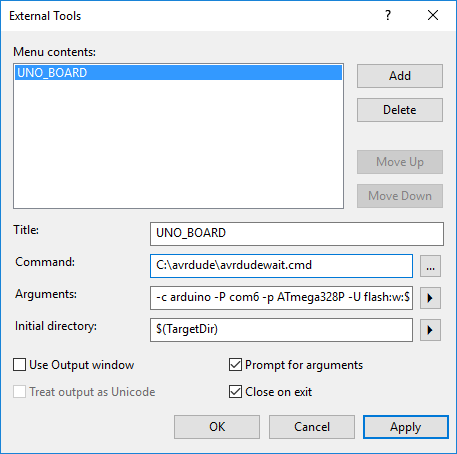 External Tools
Menu contents:
UNO_BOARD
Add
Delete
Move Up
Move Down
Title:
UNO_BOARD
Command:
C:\avrdude\avrdudewait.cmd
...
Arguments:
-c arduino -P com6 -p ATmega328P -U flash:w:$
Initial directory:
$(TargetDir)
Use Output window
Prompt for arguments
Treat output as Unicode
Close on exit
OK
Cancel
Apply